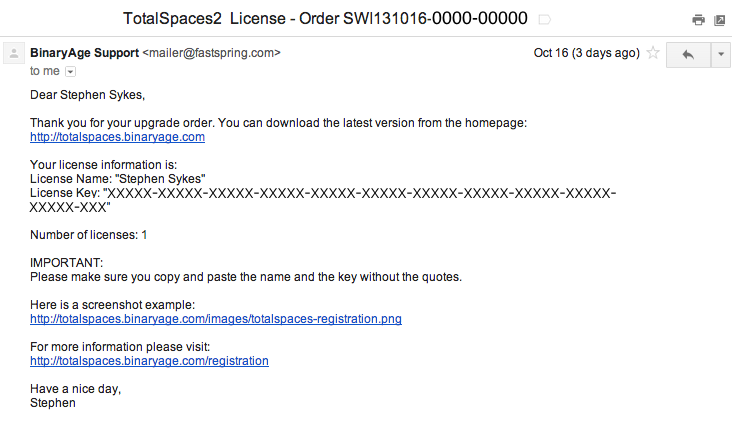 TotalSpaces2 License - Order SWI131016-0000-00000
BinaryAge Support <mailer@fastspring.com>
Oct 16 (3 days ago)
to me
Dear Stephen Sykes,
Thank you for your upgrade order. You can download the latest version from the homepage:
http://totalspaces.binaryage.com
Your license information is:
License Name: "Stephen Sykes"
License Key: "XXXXX-XXXXX-XXXXX-XXXXX-XXXXX-XXXXX-XXXXX-XXXXX-XXXXX-XXXXX-
XXXXX-XXX"
Number of licenses: 1
IMPORTANT:
Please make sure you copy and paste the name and the key without the quotes.
Here is a screenshot example:
http://totalspaces.binaryage.com/images/totalspaces-registration.png
For more information please visit:
http://totalspaces.binaryage.com/registration
Have a nice day,
Stephen